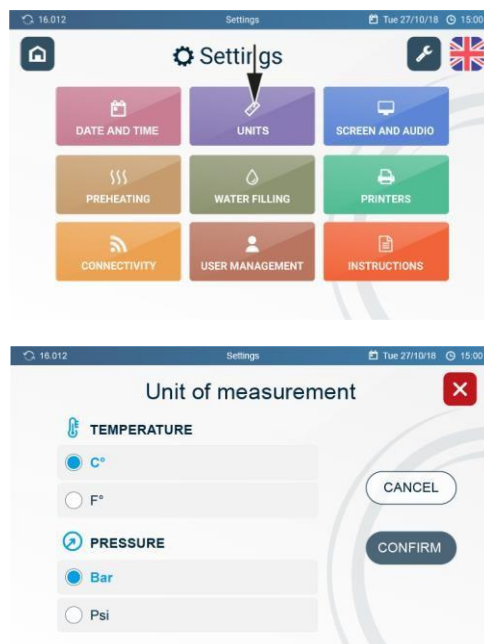 16.012 Settings Tue 27/10/18 15:00
Settings
DATE AND TIME UNITS SCREEN AND AUDIO
PREHEATING WATER FILLING PRINTERS
CONNECTIVITY USER MANAGEMENT INSTRUCTIONS
16.012 Settings Tue 27/10/18 15:00
Unit of measurement
TEMPERATURE
C°
F°
CANCEL
PRESSURE
CONFIRM
Bar
Psi